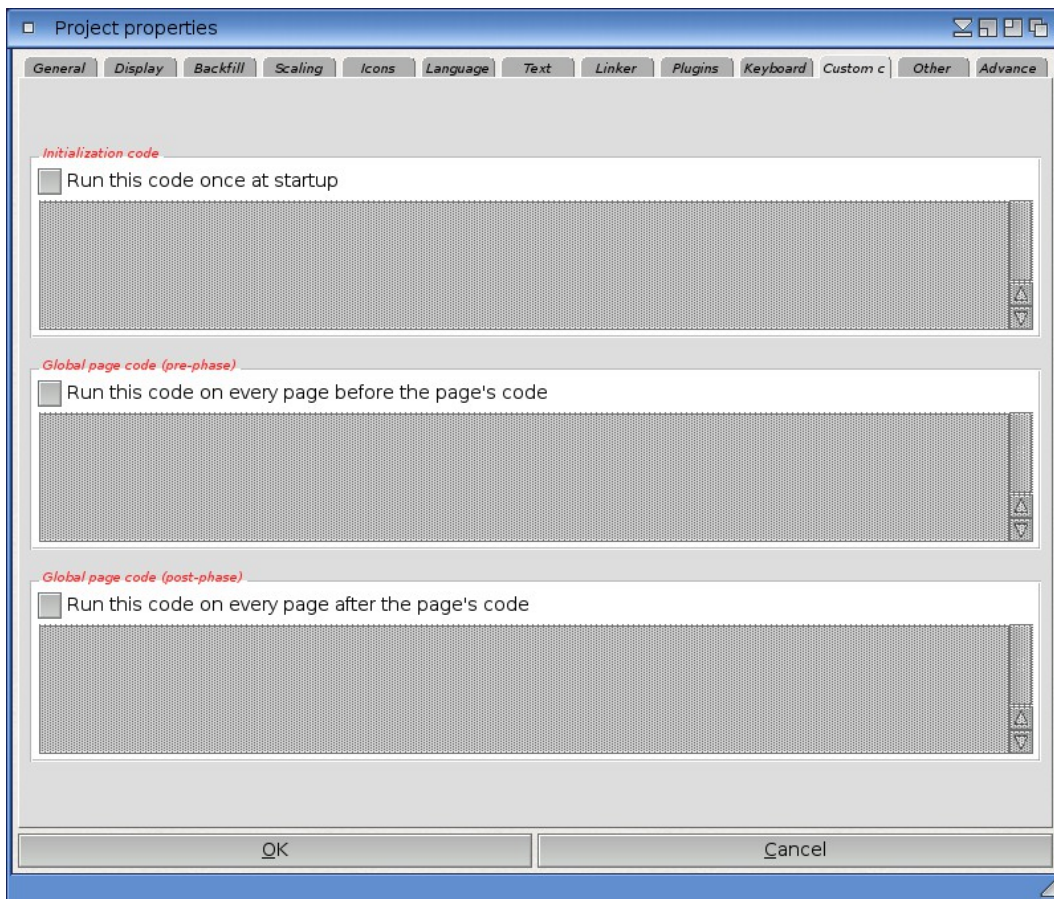 Project properties
General Display Backfill Scaling Icons Language Text Linker Plugins Keyboard Custom c Other Advance
Initialization code
Run this code once at startup
Global page code (pre-phase)
Run this code on every page before the page's code
Global page code (post-phase)
Run this code on every page after the page's code
OK Cancel